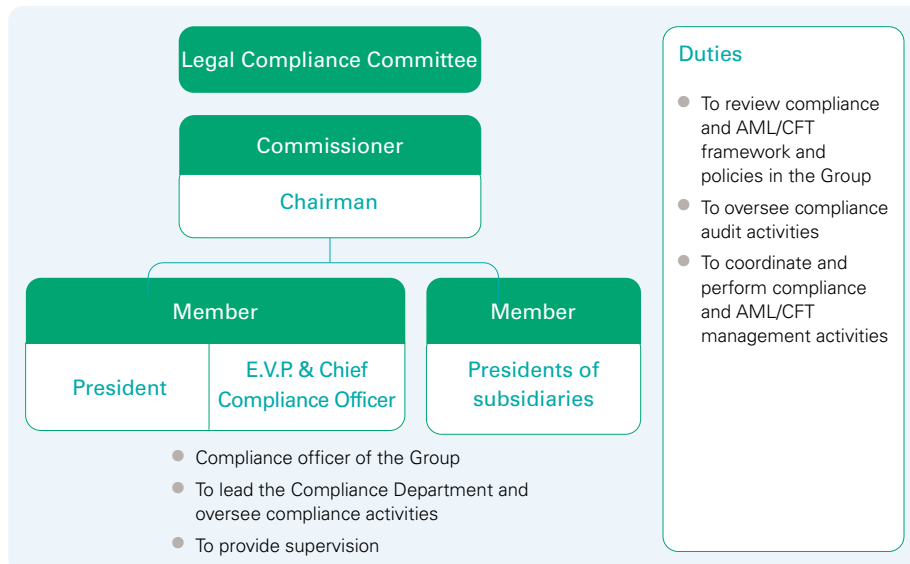 Legal Compliance Committee
Commissioner
Chairman
Member
President
E.V.P. & Chief
Compliance Officer
Member
Presidents of
subsidiaries
Compliance officer of the Group
To lead the Compliance Department and
oversee compliance activities
To provide supervision
Duties
To review compliance
and AML/CFT
framework and
policies in the Group
To oversee compliance
audit activities
To coordinate and
perform compliance
and AML/CFT
management activities